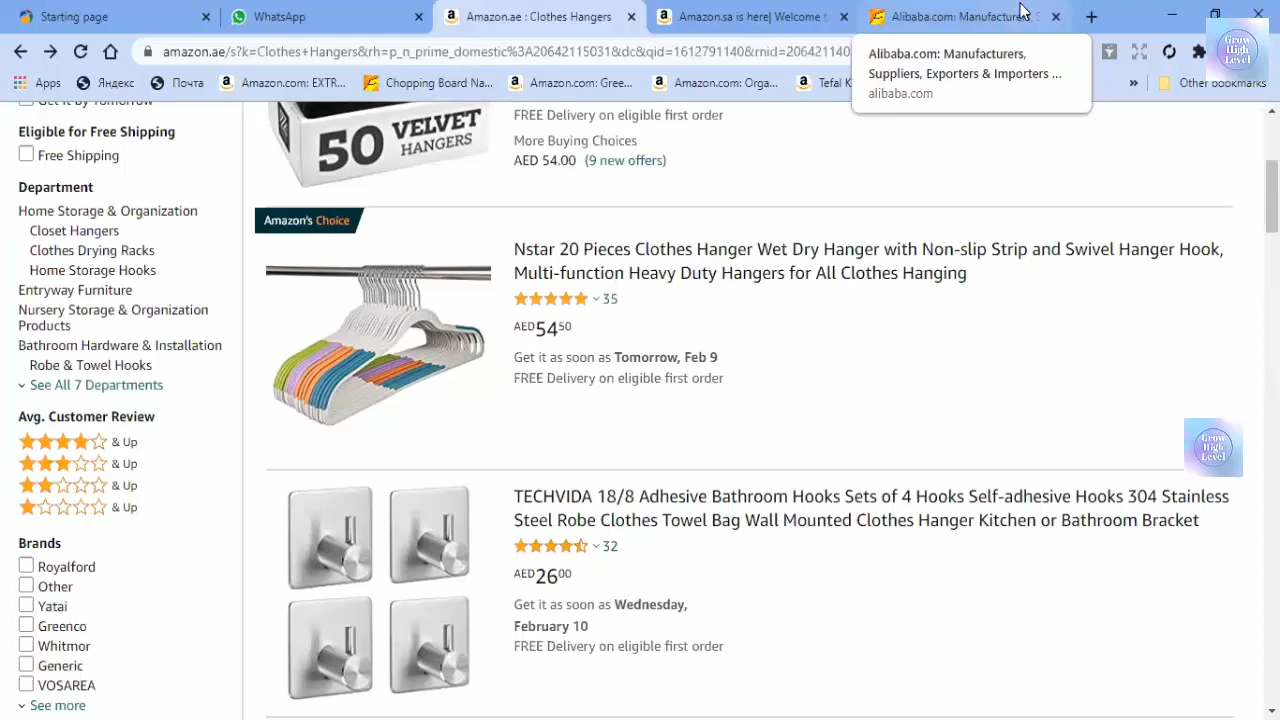 Starting page
WhatsApp
Amazon.ae : Clothes Hangers
Amazon.sa is here| Welcome t
Alibaba.com: Manufacturers, S
amazon.ae/s?k=Clothes+Hangers&rh=p_n_prime_domestic%3A20642115031&dc&qid=1612791140&rnid=2064211403
Apps
Яндекс
Почта
Amazon.com: EXTR...
Chopping Board Na...
Amazon.com: Gree...
Amazon.com: Orga...
Tefal K
Other bookmarks
Alibaba.com: Manufacturers,
Suppliers, Exporters & Importers ...
alibaba.com
Grow
High
Level
Get It by Tomorrow
Eligible for Free Shipping
Free Shipping
Department
Home Storage & Organization
Closet Hangers
Clothes Drying Racks
Home Storage Hooks
Entryway Furniture
Nursery Storage & Organization
Products
Bathroom Hardware & Installation
Robe & Towel Hooks
See All 7 Departments
Avg. Customer Review
& Up
& Up
& Up
& Up
Brands
Royalford
Other
Yatai
Greenco
Whitmor
Generic
VOSAREA
See more
50 VELVET
HANGERS
FREE Delivery on eligible first order
More Buying Choices
AED 54.00 (9 new offers)
Amazon's Choice
Nstar 20 Pieces Clothes Hanger Wet Dry Hanger with Non-slip Strip and Swivel Hanger Hook,
Multi-function Heavy Duty Hangers for All Clothes Hanging
35
AED54 50
Get it as soon as Tomorrow, Feb 9
FREE Delivery on eligible first order
Grow
High
Level
TECHVIDA 18/8 Adhesive Bathroom Hooks Sets of 4 Hooks Self-adhesive Hooks 304 Stainless
Steel Robe Clothes Towel Bag Wall Mounted Clothes Hanger Kitchen or Bathroom Bracket
32
AED26 00
Get it as soon as Wednesday,
February 10
FREE Delivery on eligible first order